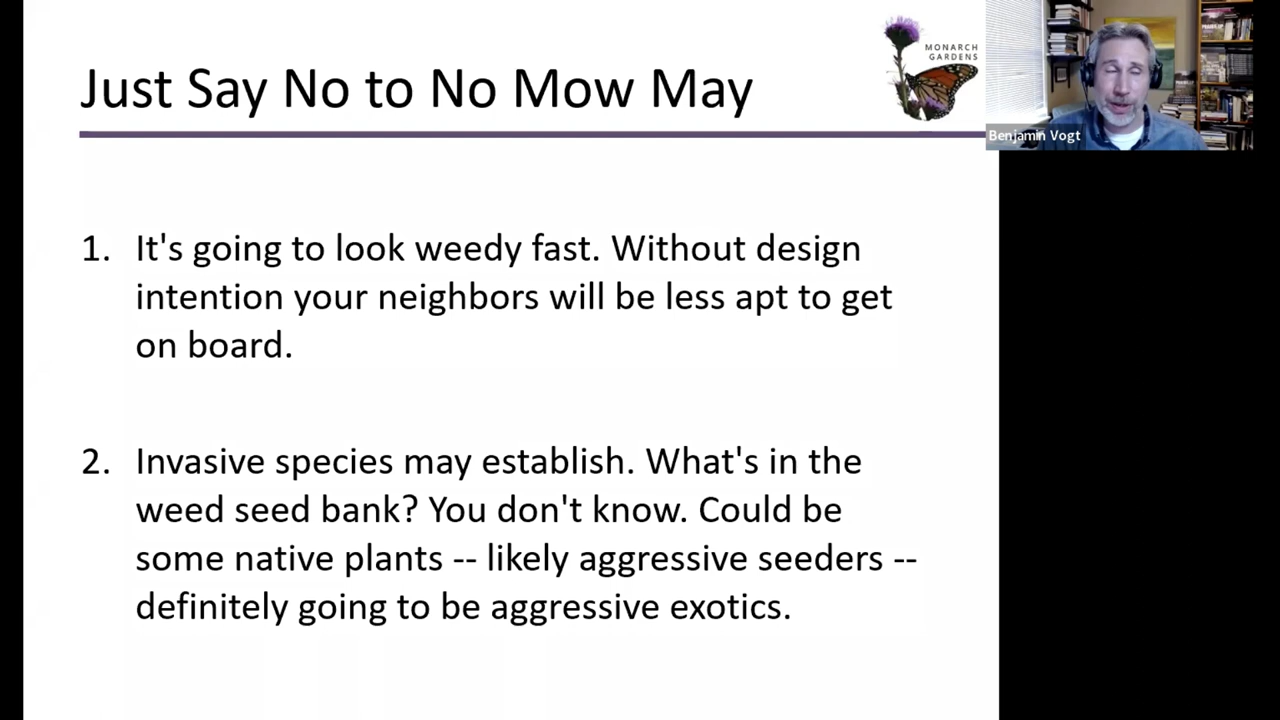 Just Say No to No Mow May
MONARCH
GARDENS
Benjamin Vogt
1. It's going to look weedy fast. Without design
intention your neighbors will be less apt to get
on board.
2. Invasive species may establish. What's in the
weed seed bank? You don't know. Could be
some native plants -- likely aggressive seeders --
definitely going to be aggressive exotics.